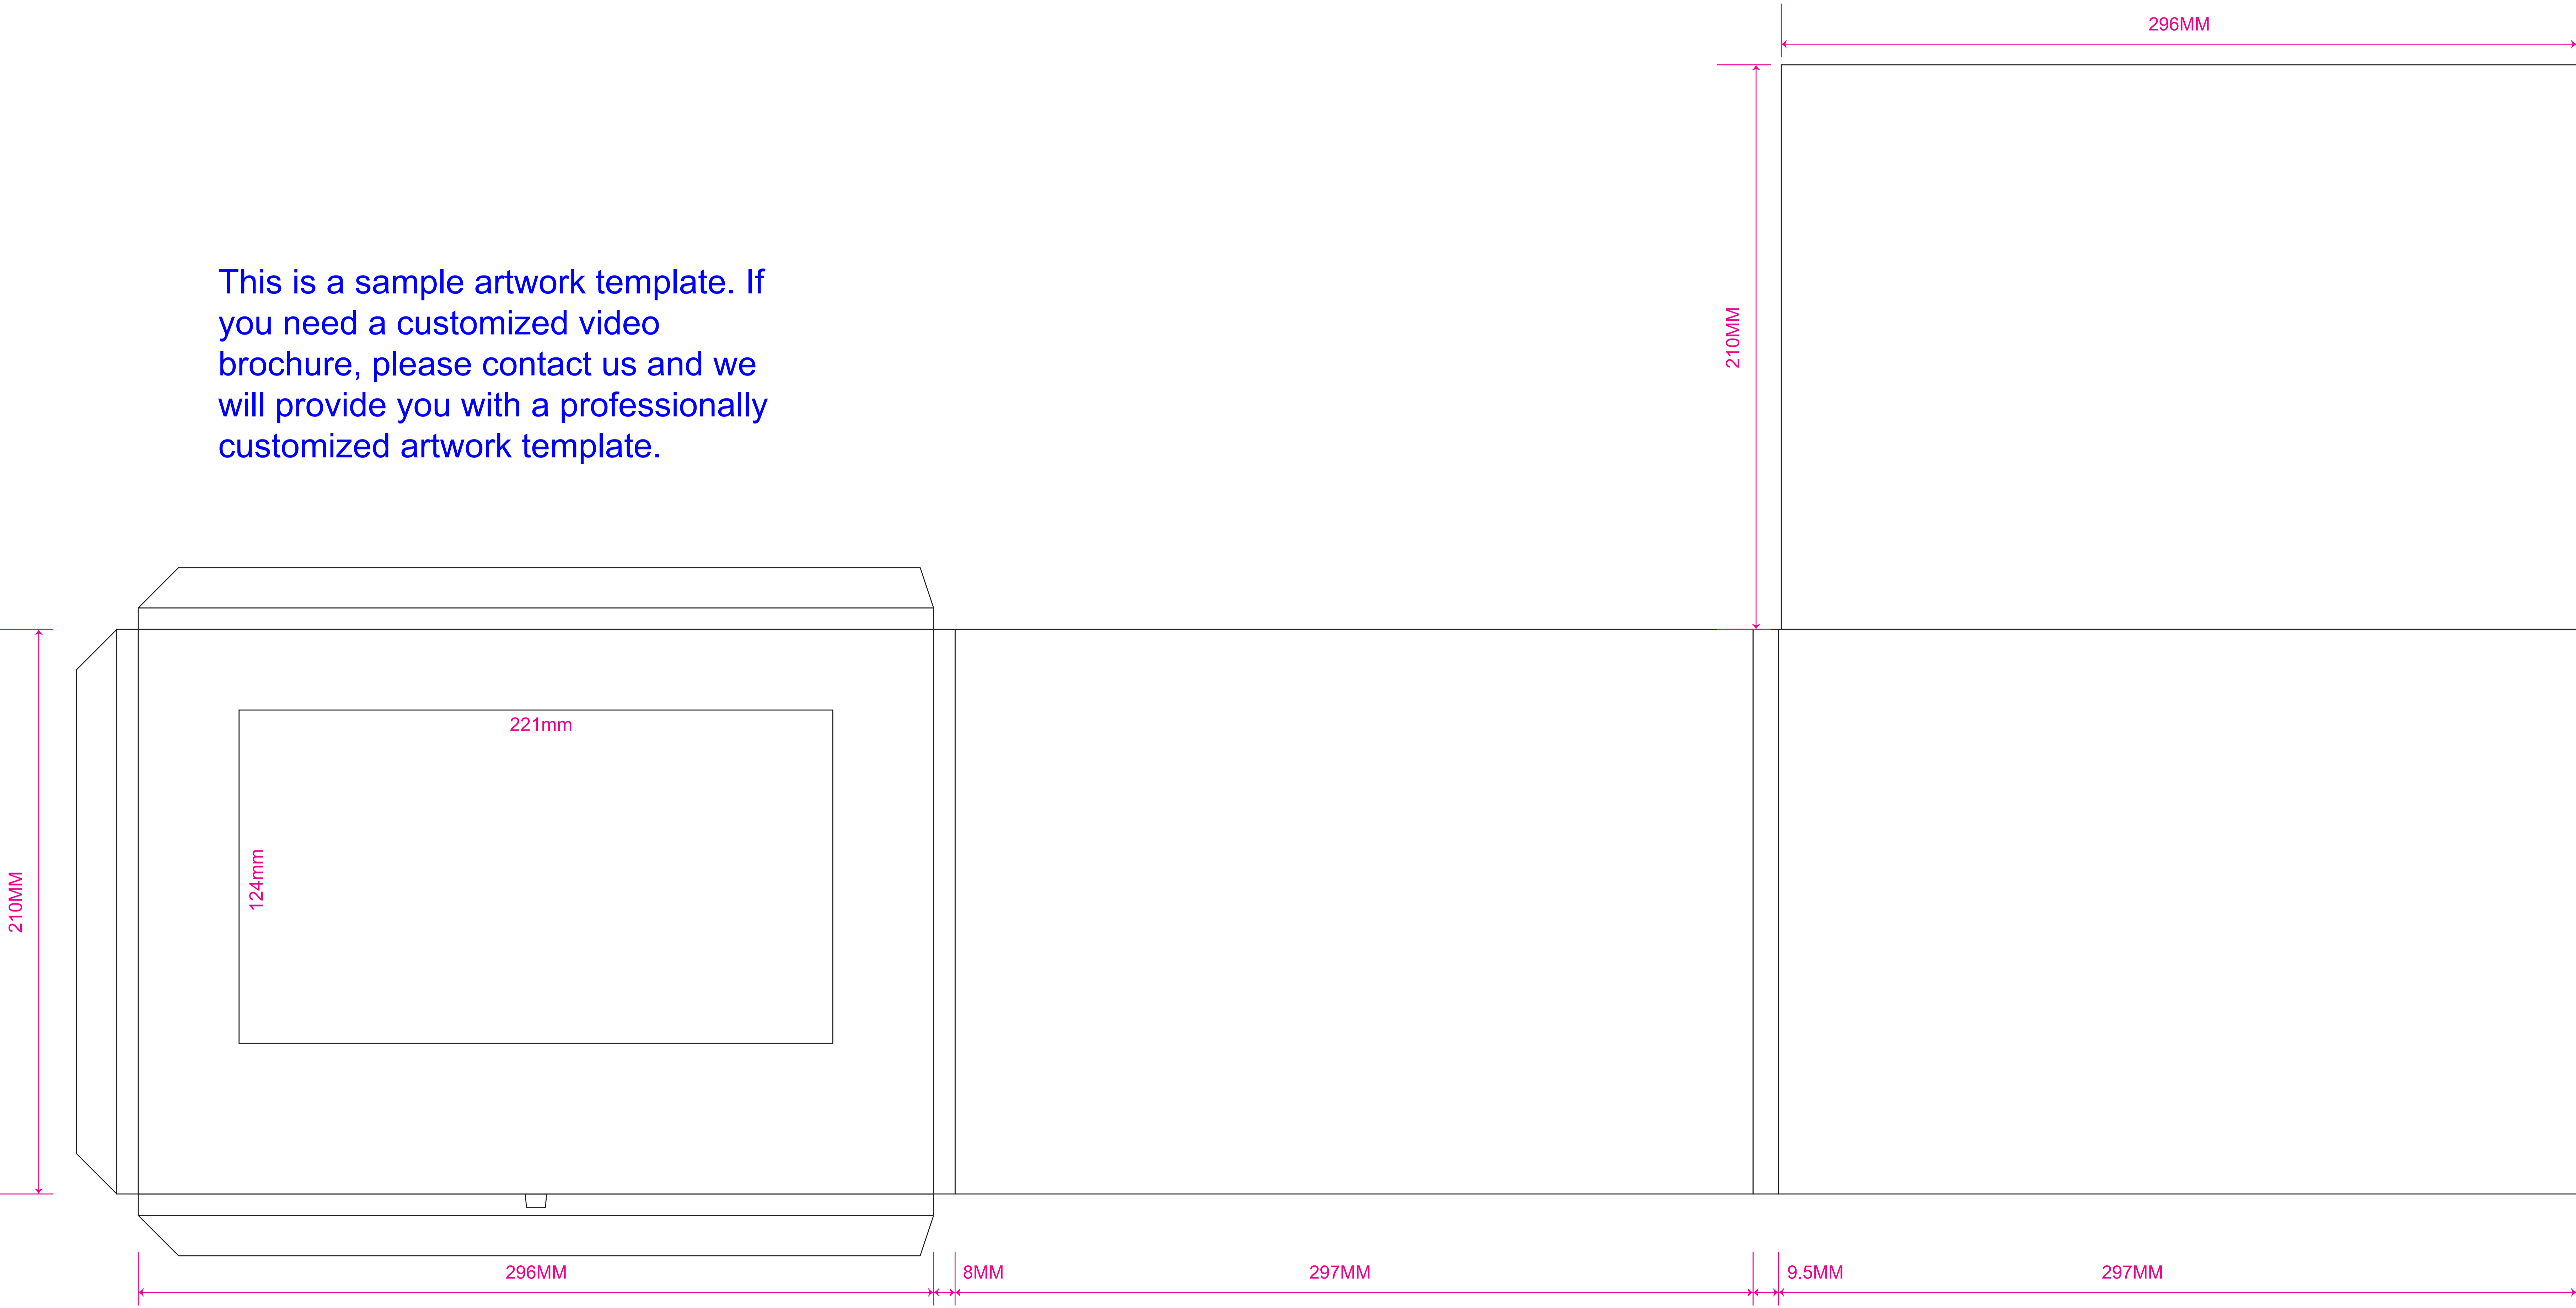 296MM
210MM
This is a sample artwork template. If
you need a customized video
brochure, please contact us and we
will provide you with a professionally
customized artwork template.
221mm
124mm
210MM
296MM
8MM
297MM
9.5MM
297MM